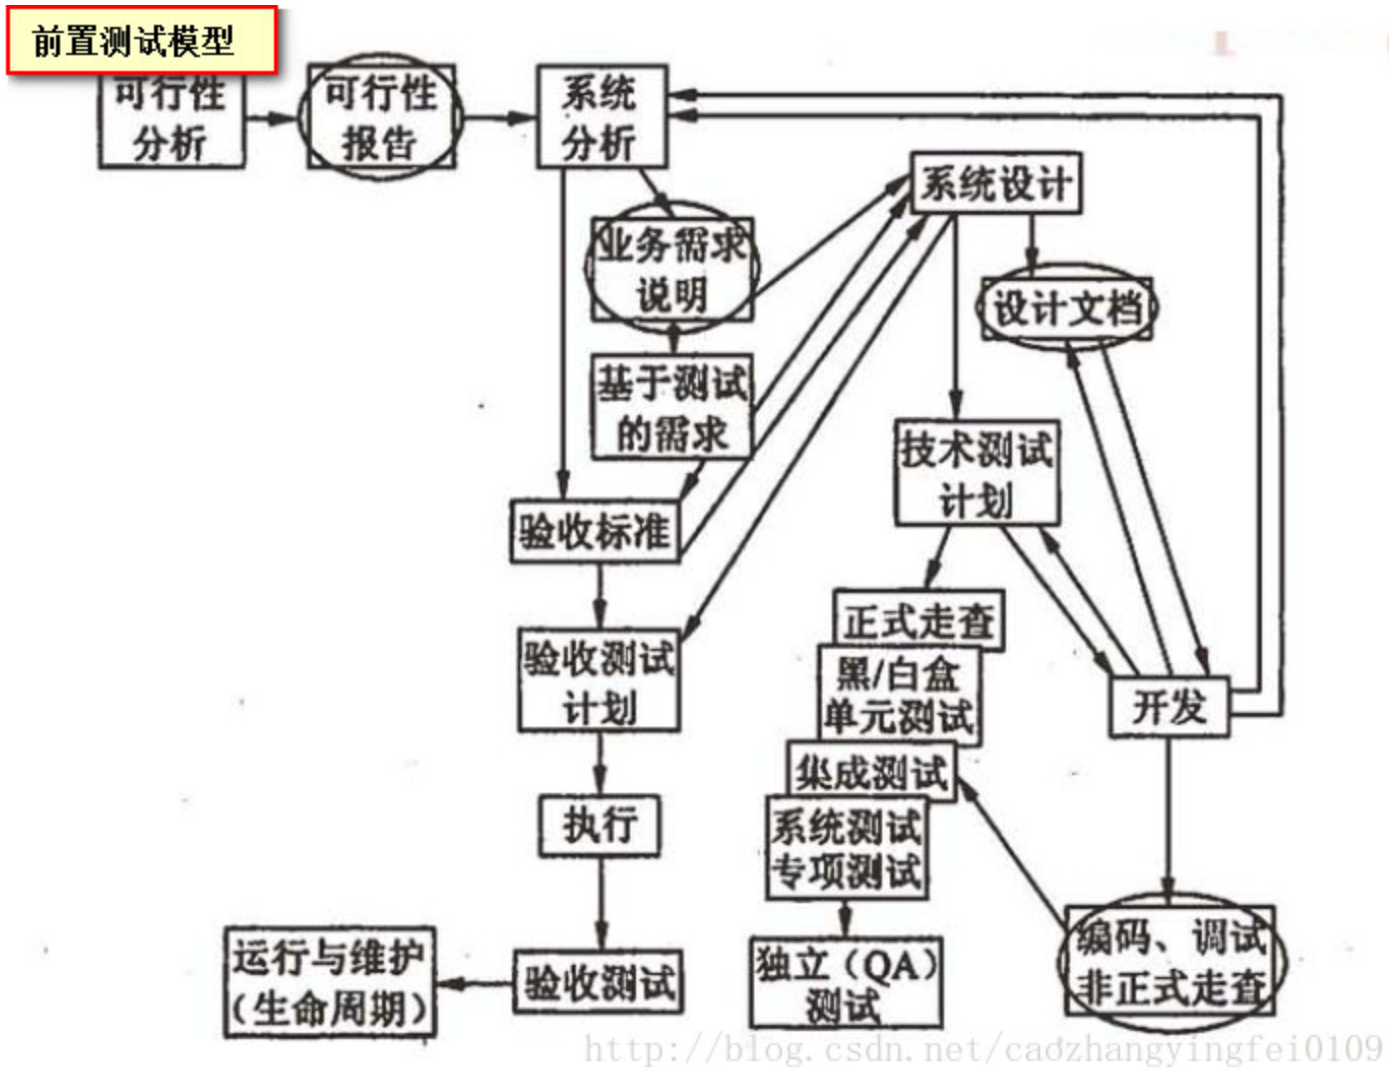 前置测试模型
可行性
分析
可行性
报告
系统
分析
系统设计
业务需求
说明
设计文档
基于测试
的需求
技术测试
计划
验收标准
正式走查
验收测试
计划
黑/白盒
单元测试
开发
集成测试
执行
系统测试
专项测试
编码、调试
非正式走查
运行与维护
(生命周期)
验收测试
独立(QA)
测试
http://blog.csdn.net/caozhangyingfei0109